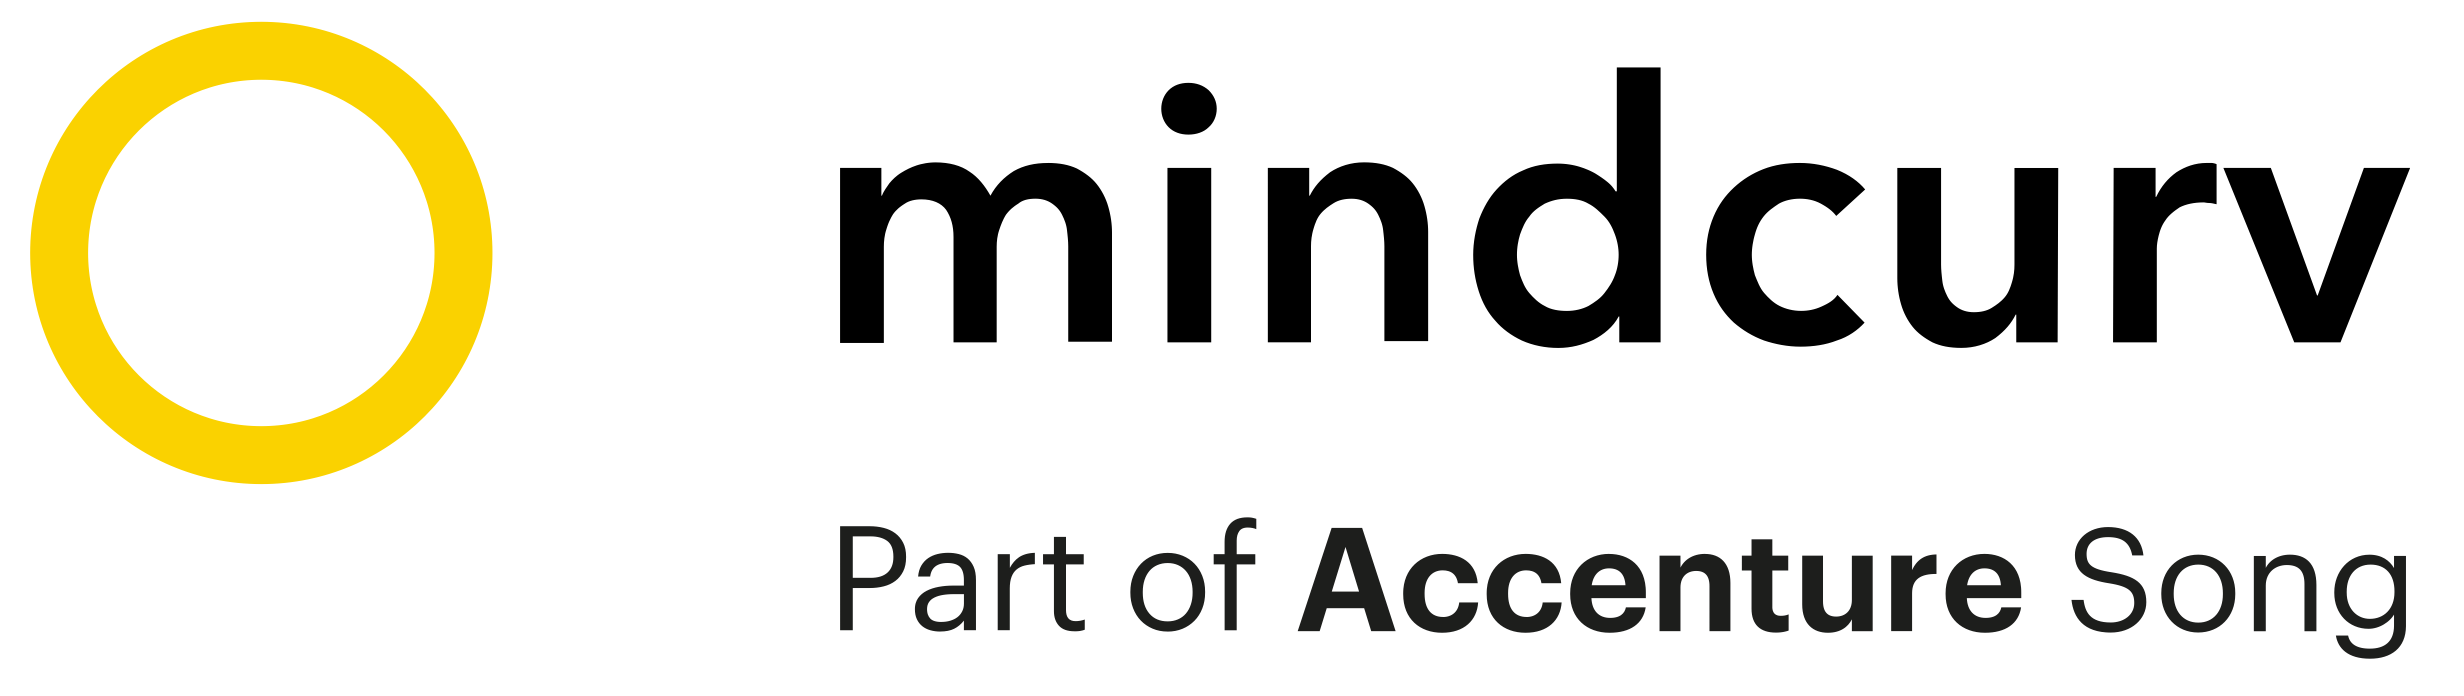 mindcurv
Part of Accenture Song